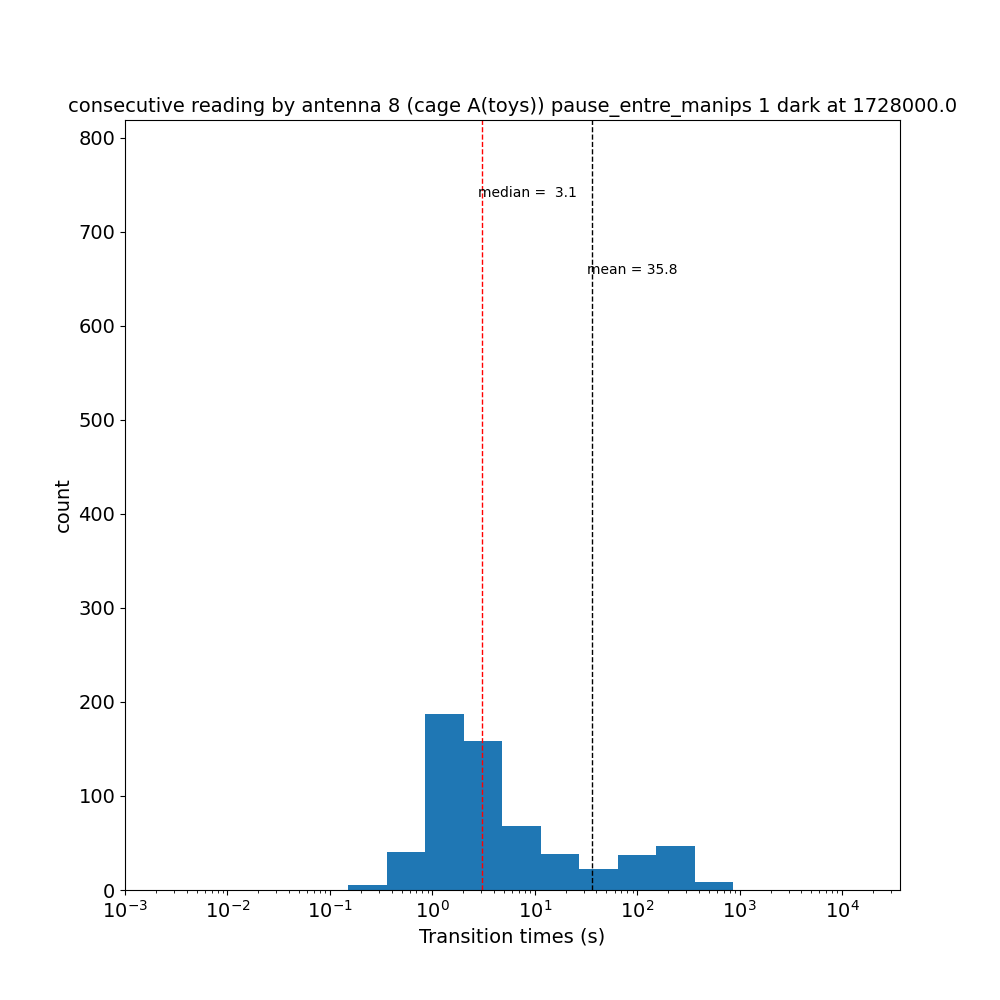 consecutive reading by antenna 8 (cage A(toys)) pause_entre_manips 1 dark at 1728000.0
800
median =  3.1
700
mean = 35.8
600
500
400
count
300
200
100
0
10⁻³ 10⁻² 10⁻¹ 10⁰ 10¹ 10² 10³ 10⁴
Transition times (s)